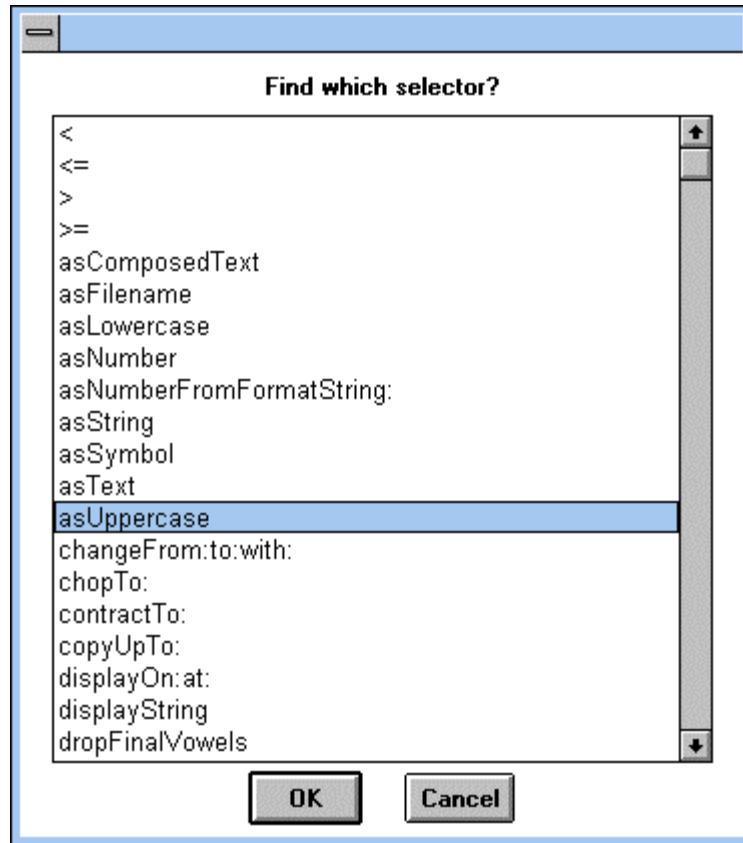 Find which selector?
<
<=
>
>=
asComposedText
asFilename
asLowercase
asNumber
asNumberFromFormatString:
asString
asSymbol
asText
asUppercase
changeFrom:to:with:
chopTo:
contractTo:
copyUpTo:
displayOn:at:
displayString
dropFinalVowels
OK Cancel